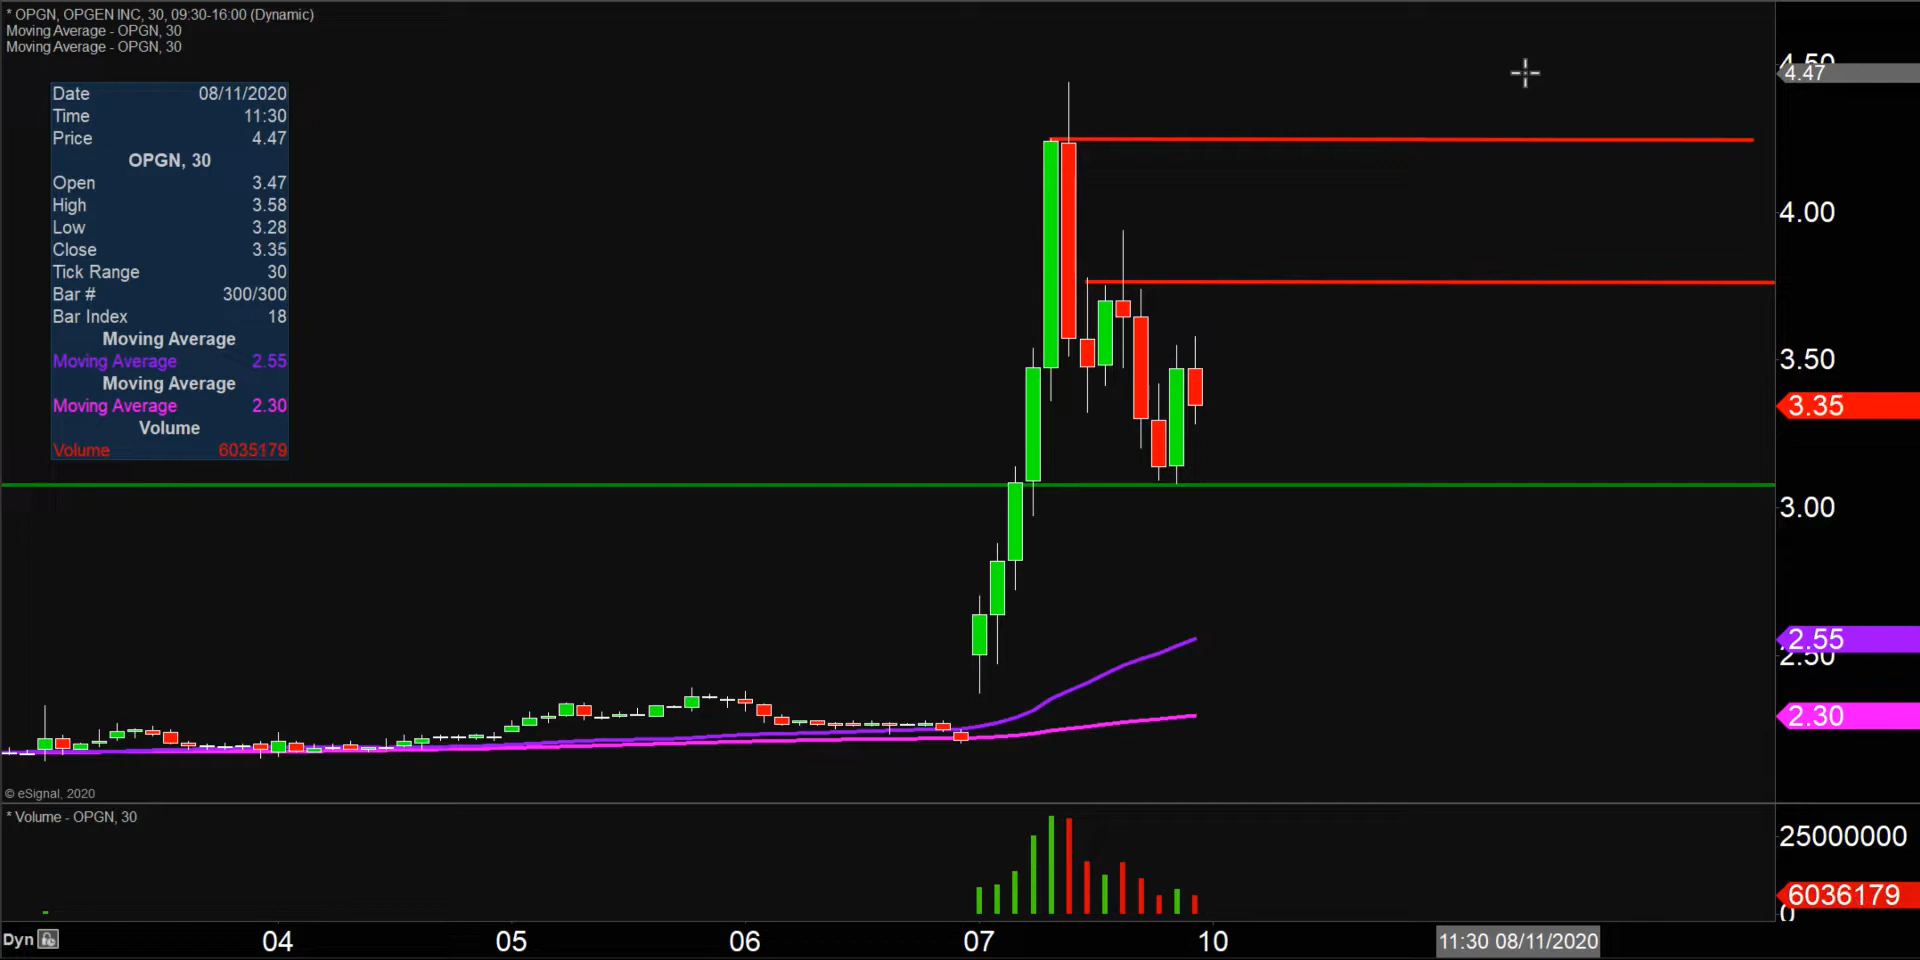 * OPGN, OPGEN INC, 30, 09:30-16:00 (Dynamic)
Moving Average - OPGN, 30
Moving Average - OPGN, 30
Date 08/11/2020
Time 11:30
Price 4.47
OPGN, 30
Open 3.47
High 3.58
Low 3.28
Close 3.35
Tick Range 30
Bar # 300/300
Bar Index 18
Moving Average
Moving Average 2.55
Moving Average
Moving Average 2.30
Volume
Volume 6035179
4.50
4.47
4.00
3.50
3.35
3.00
2.55
2.50
2.30
© eSignal, 2020
* Volume - OPGN, 30
25000000
6036179
0
Dyn 04 05 06 07 10 11:30 08/11/2020